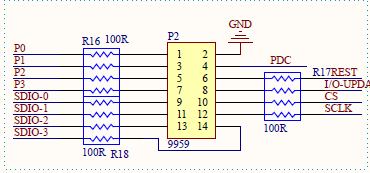 GND
P2
R16 100R
P0
P1
P2
P3
SDIO-0
SDIO-1
SDIO-2
SDIO-3
1 2
3 4
5 6
7 8
9 10
11 12
13 14
PDC
R17REST
I/O-UPDA
CS
SCLK
100R
100R R18
9959